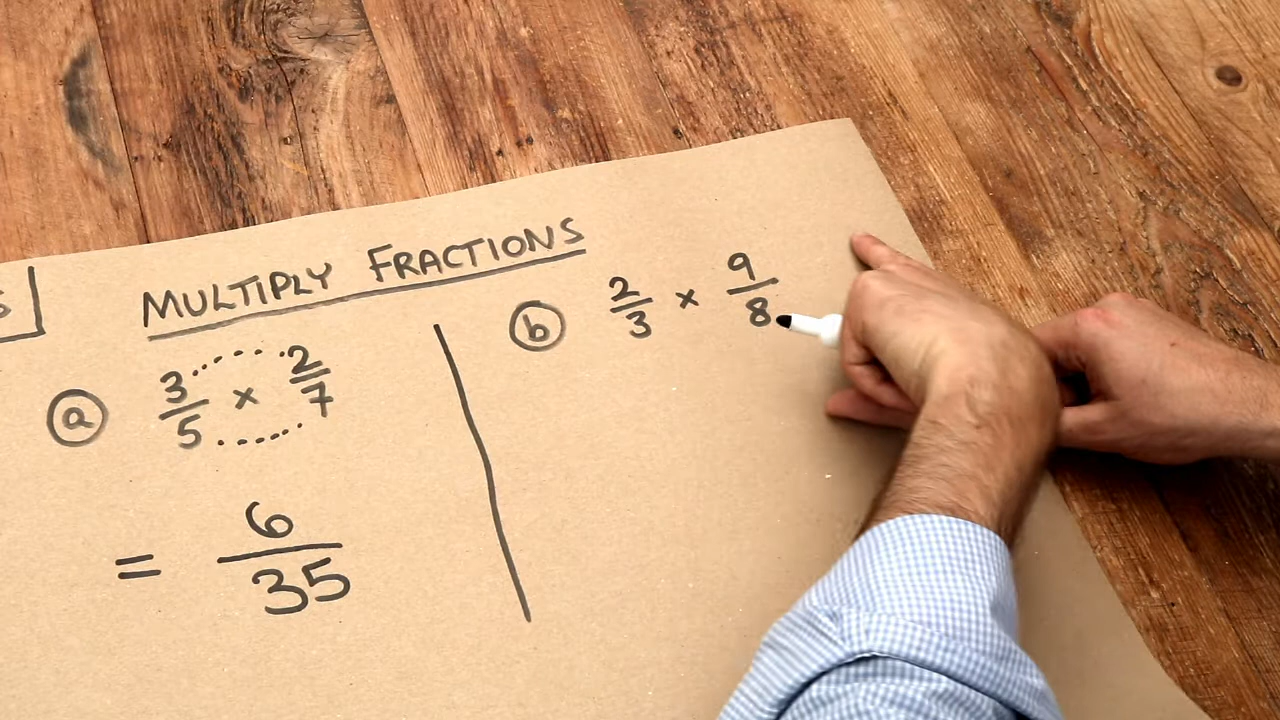 MULTIPLY FRACTIONS
ⓐ 3/5 × 2/7
= 6/35
ⓑ 2/3 × 9/8